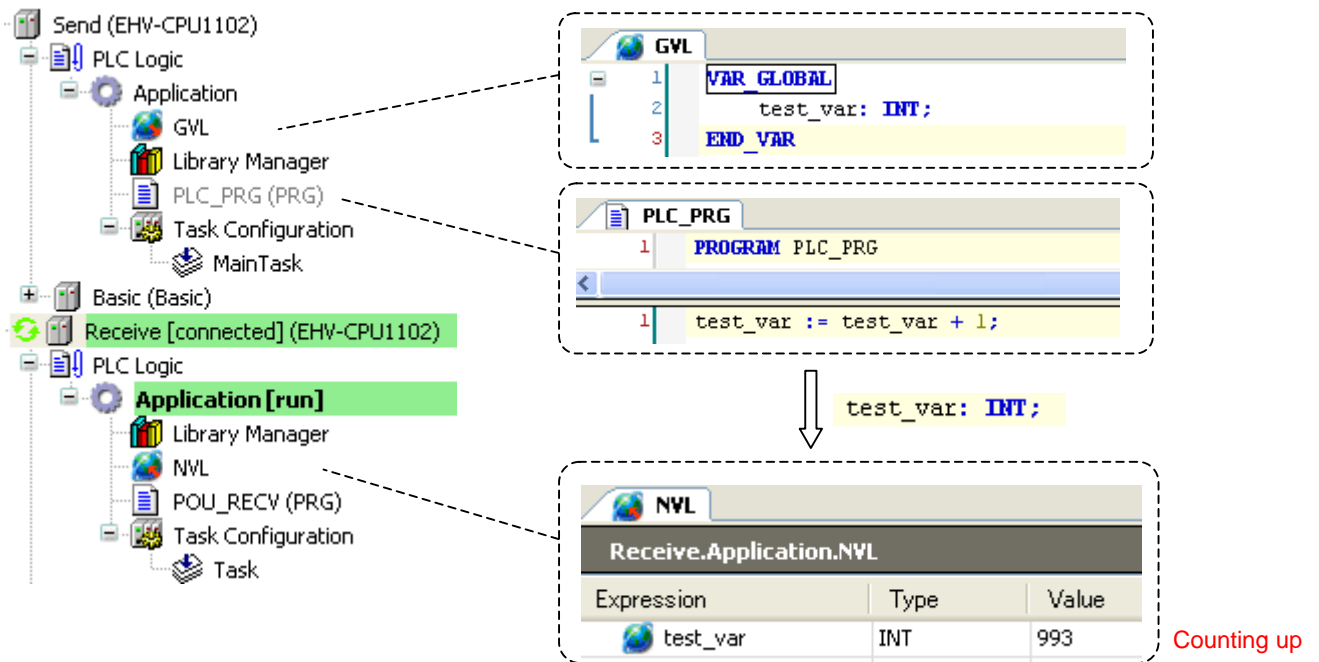 Send (EHV-CPU1102)
PLC Logic
Application
GVL
Library Manager
PLC_PRG (PRG)
Task Configuration
MainTask
Basic (Basic)
Receive [connected] (EHV-CPU1102)
PLC Logic
Application [run]
Library Manager
NVL
POU_RECV (PRG)
Task Configuration
Task
GVL
1 VAR_GLOBAL
2 test_var: INT;
3 END_VAR
PLC_PRG
1 PROGRAM PLC_PRG
1 test_var := test_var + 1;
test_var: INT;
NVL
Receive.Application.NVL
Expression Type Value
test_var INT 993
Counting up